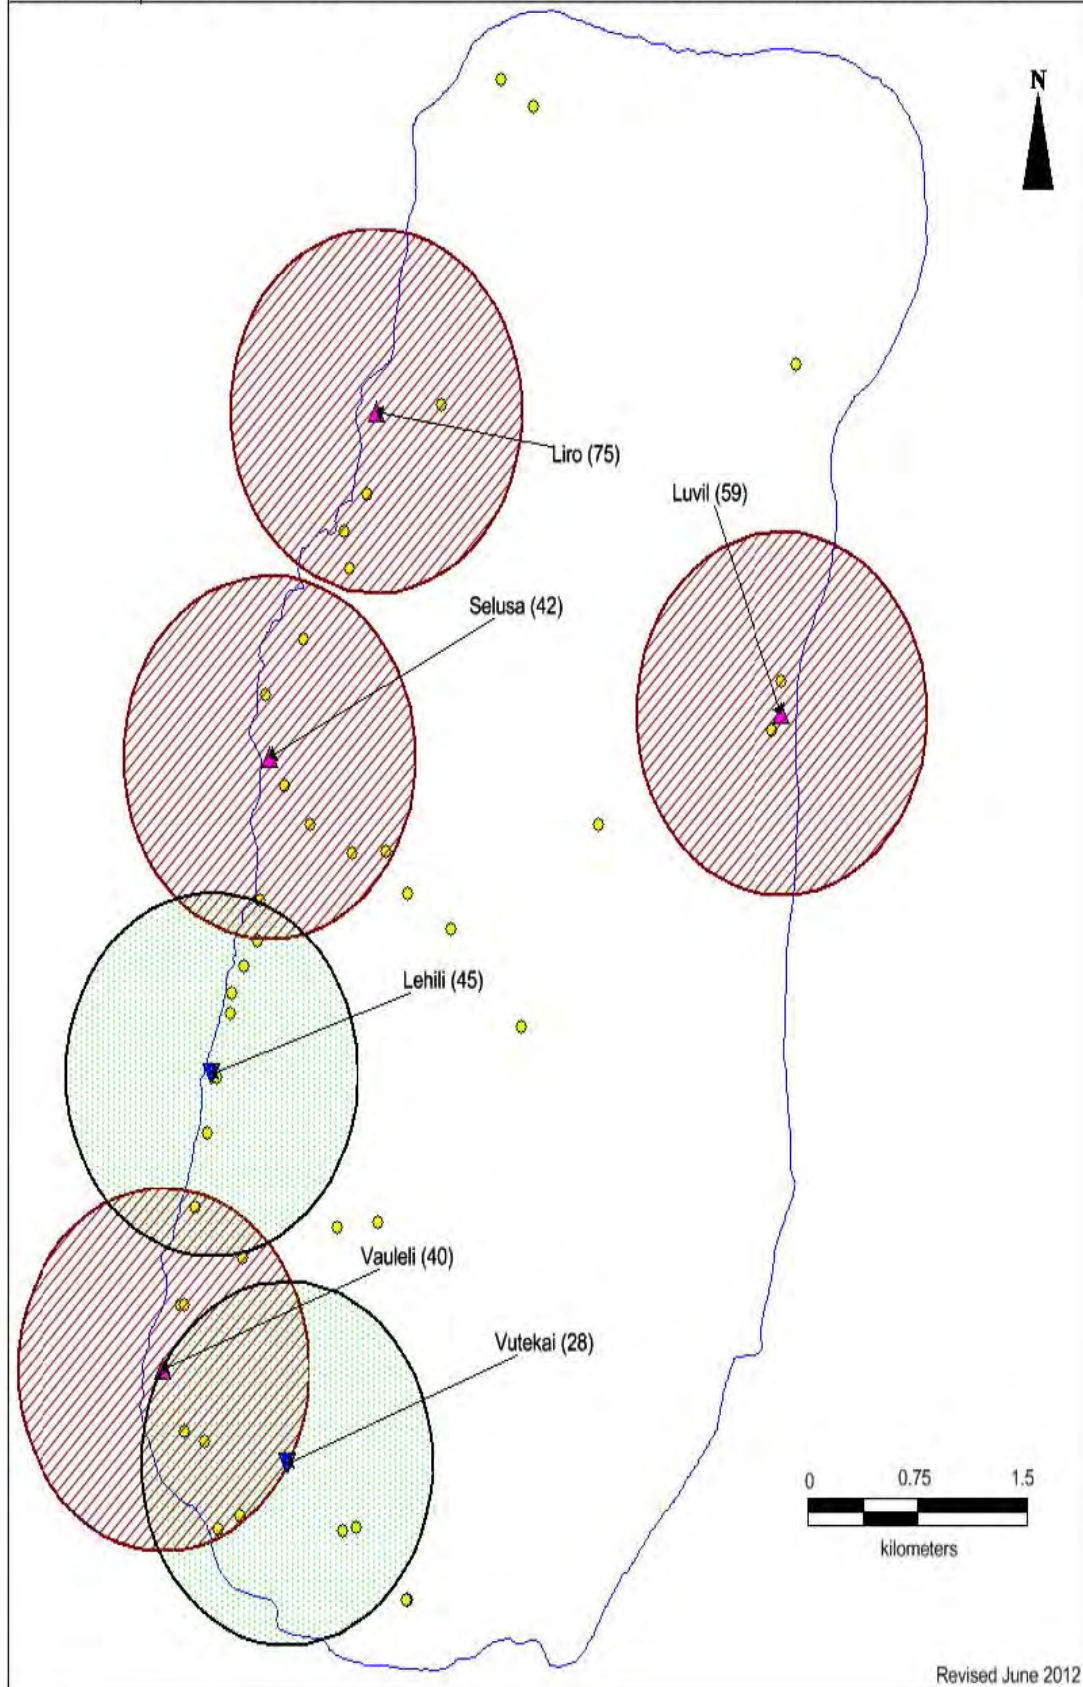 N
Liro (75)
Luvil (59)
Selusa (42)
Lehili (45)
Vauleli (40)
Vutekai (28)
0 0.75 1.5
kilometers
Revised June 2012